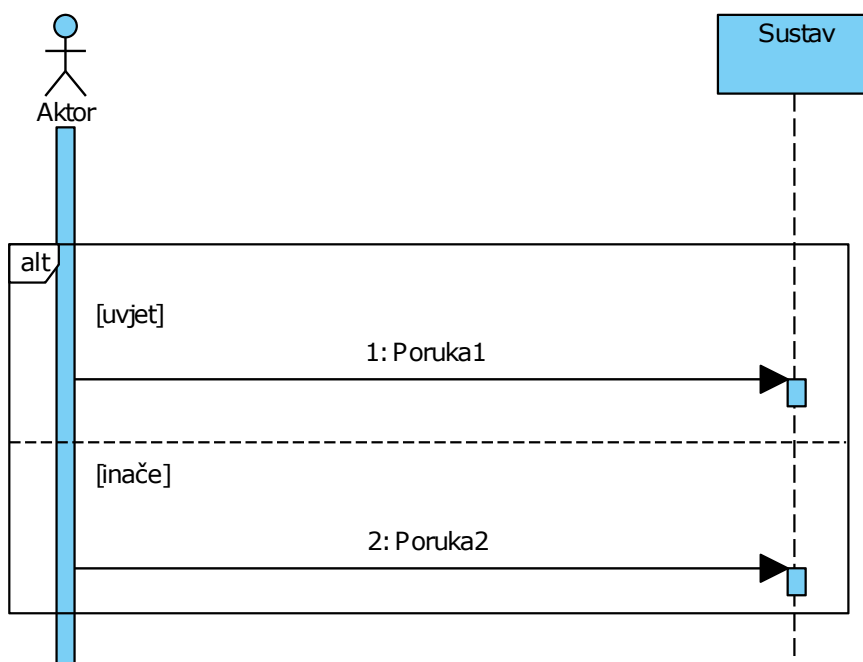 Aktor
Sustav
alt
[uvjet]
1: Poruka1
[inače]
2: Poruka2